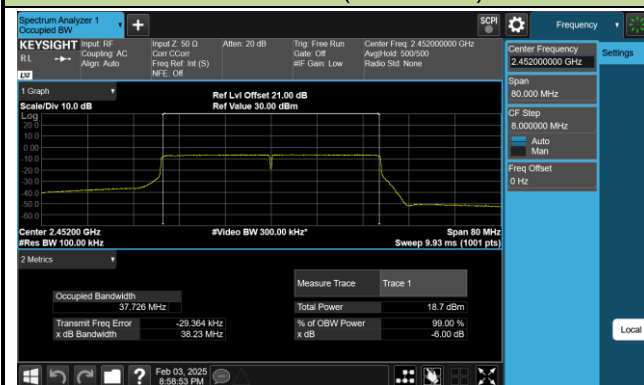 Spectrum Analyzer 1
Occupied BW
SCPI
Frequency
KEYSIGHT
Input: RF
Input Z: 50 Ω
Atten: 20 dB
Trig: Free Run
Center Freq: 2.452000000 GHz
RL
Coupling: AC
Corr CCorr
Gate: Off
Avg|Hold: 500/500
Align: Auto
Freq Ref: Int (S)
#IF Gain: Low
Radio Std: None
NFE: Off
LXI
Center Frequency
2.452000000 GHz
Settings
Span
80.000 MHz
CF Step
8.000000 MHz
Auto
Man
Freq Offset
0 Hz
Local
1 Graph
Ref Lvl Offset 21.00 dB
Scale/Div 10.0 dB
Ref Value 30.00 dBm
Log
20.0
10.0
0.00
-10.0
-20.0
-30.0
-40.0
-50.0
-60.0
Center 2.45200 GHz
#Video BW 300.00 kHz*
Span 80 MHz
#Res BW 100.00 kHz
Sweep 9.93 ms (1001 pts)
2 Metrics
Measure Trace
Trace 1
Occupied Bandwidth
37.726 MHz
Total Power
18.7 dBm
Transmit Freq Error
-29.364 kHz
% of OBW Power
99.00 %
x dB Bandwidth
38.23 MHz
x dB
-6.00 dB
Feb 03, 2025
8:58:53 PM